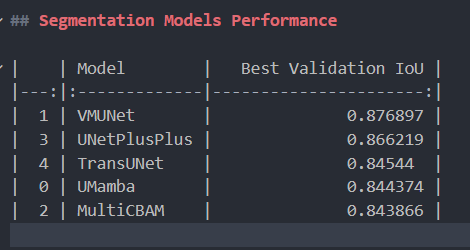 ## Segmentation Models Performance
|    | Model        |   Best Validation IoU |
|---:|:-------------|----------------------:|
|  1 | VMUNet       |              0.876897 |
|  3 | UNetPlusPlus |              0.866219 |
|  4 | TransUNet    |              0.84544  |
|  0 | UMamba       |              0.844374 |
|  2 | MultiCBAM    |              0.843866 |